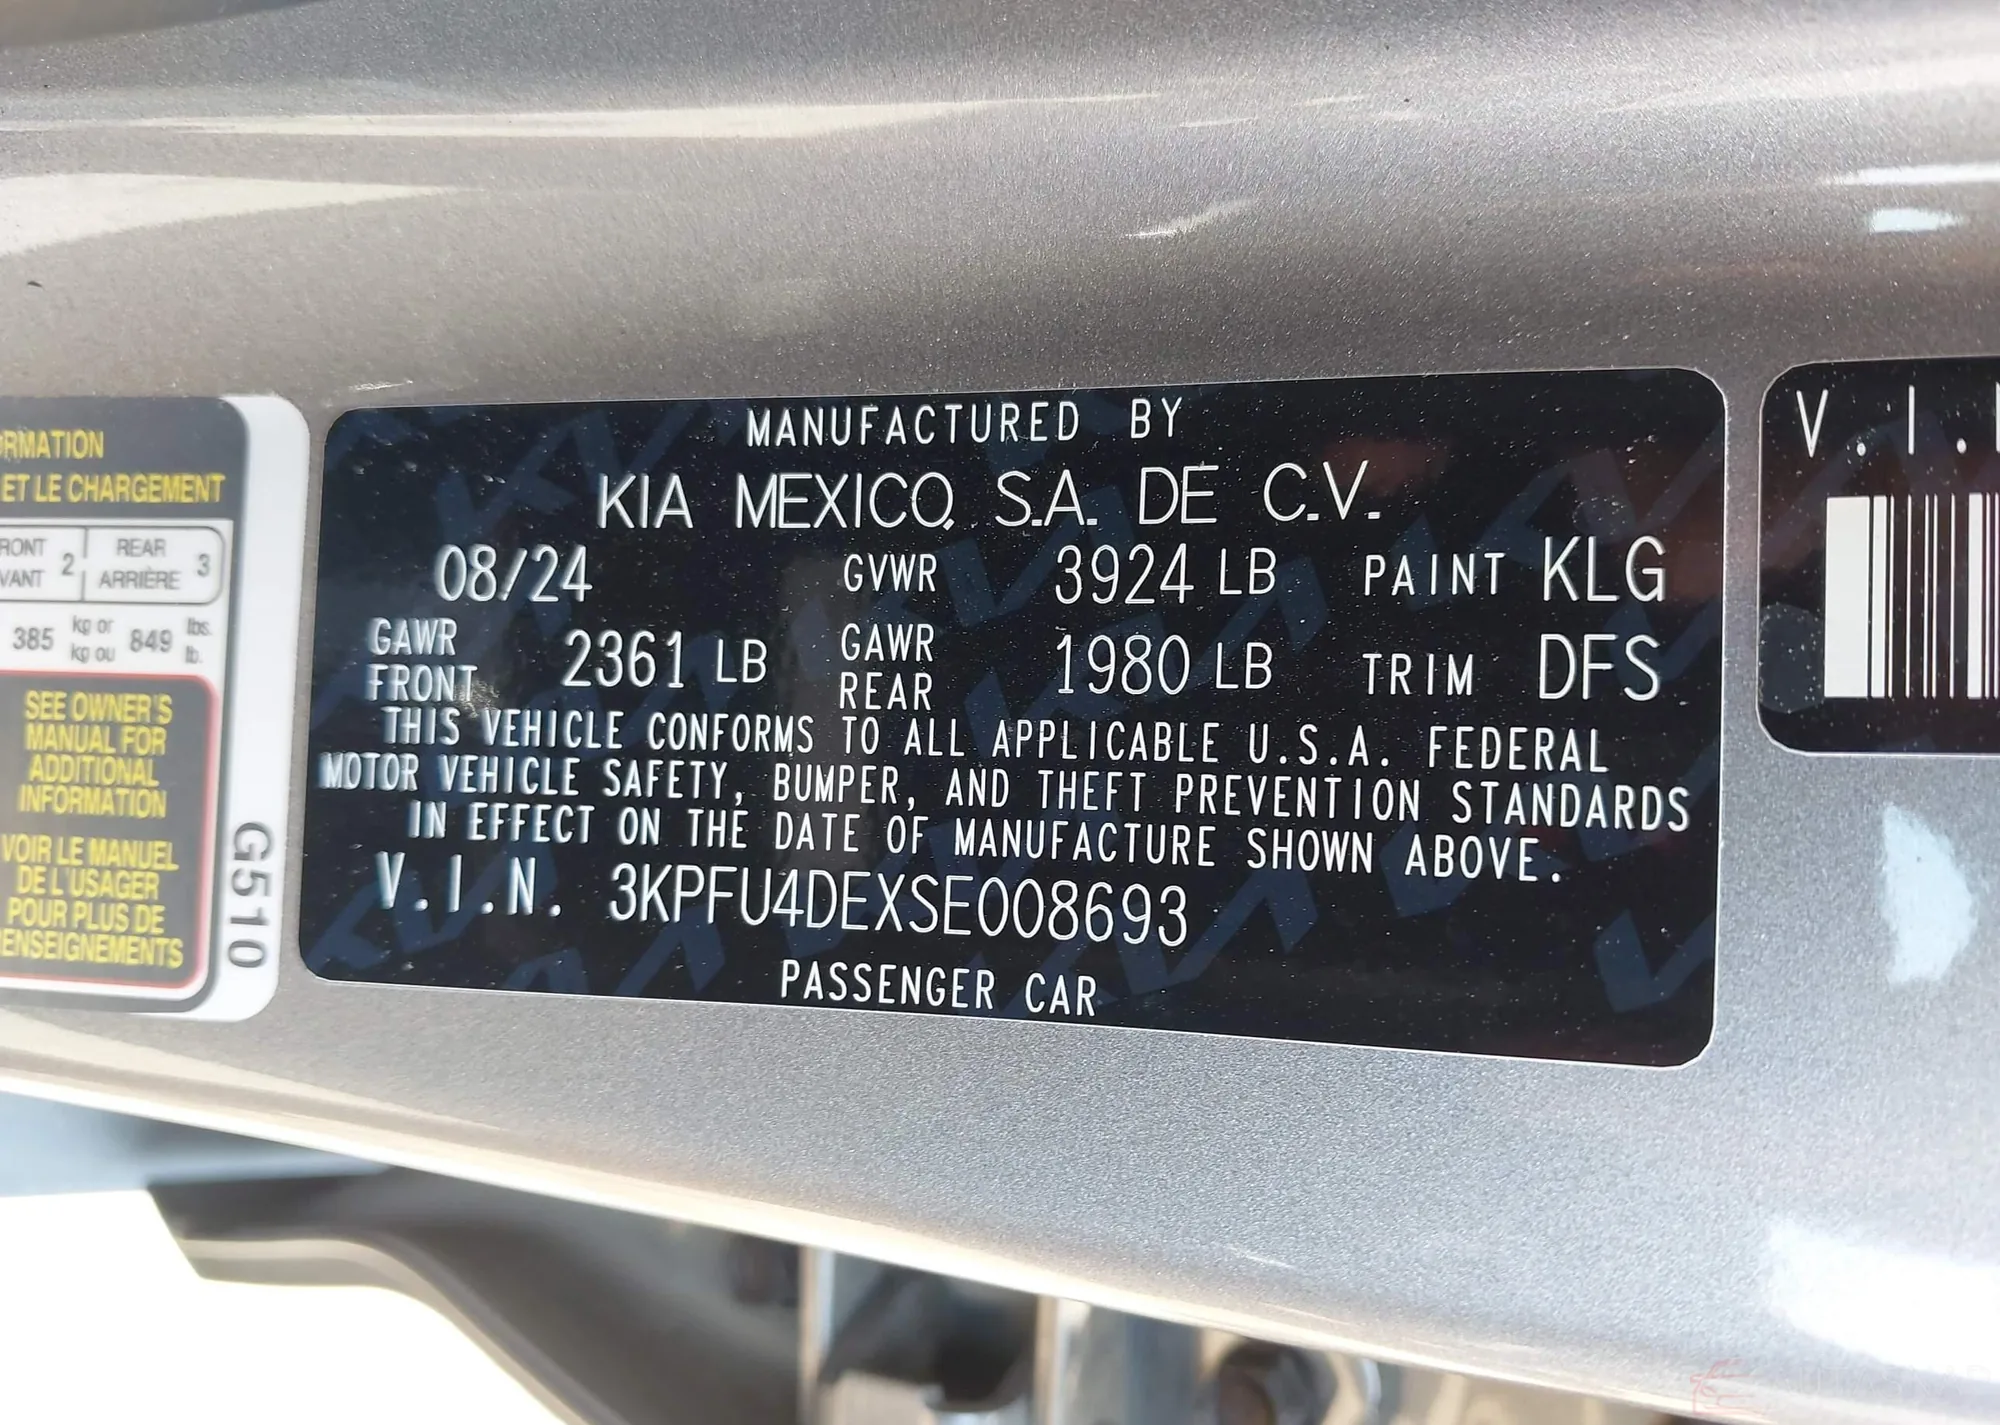 ORMATION
ET LE CHARGEMENT
RONT 2 REAR 3
VANT ARRIÈRE
385 kg or 849 lbs.
kg ou lb.
SEE OWNER'S
MANUAL FOR
ADDITIONAL
INFORMATION
VOIR LE MANUEL
DE L'USAGER
POUR PLUS DE
RENSEIGNEMENTS
G510
MANUFACTURED BY
KIA MEXICO, S.A. DE C.V.
08/24 GVWR 3924 LB PAINT KLG
GAWR FRONT 2361 LB GAWR REAR 1980 LB TRIM DFS
THIS VEHICLE CONFORMS TO ALL APPLICABLE U.S.A. FEDERAL
MOTOR VEHICLE SAFETY, BUMPER, AND THEFT PREVENTION STANDARDS
IN EFFECT ON THE DATE OF MANUFACTURE SHOWN ABOVE.
V.I.N. 3KPFU4DEXSE008693
PASSENGER CAR
V.I.